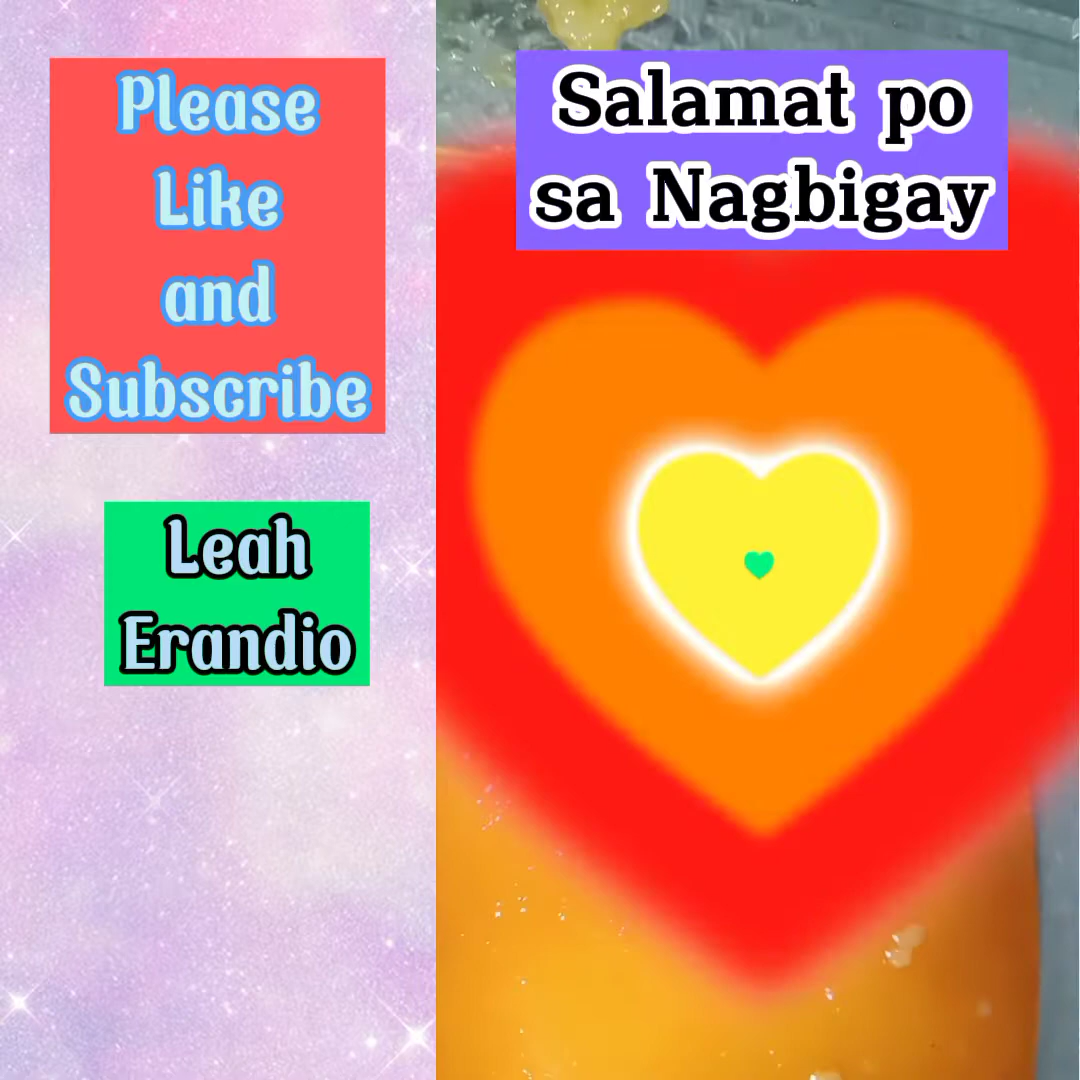 Please
Like
and
Subscribe
Leah
Erandio
Salamat po
sa Nagbigay